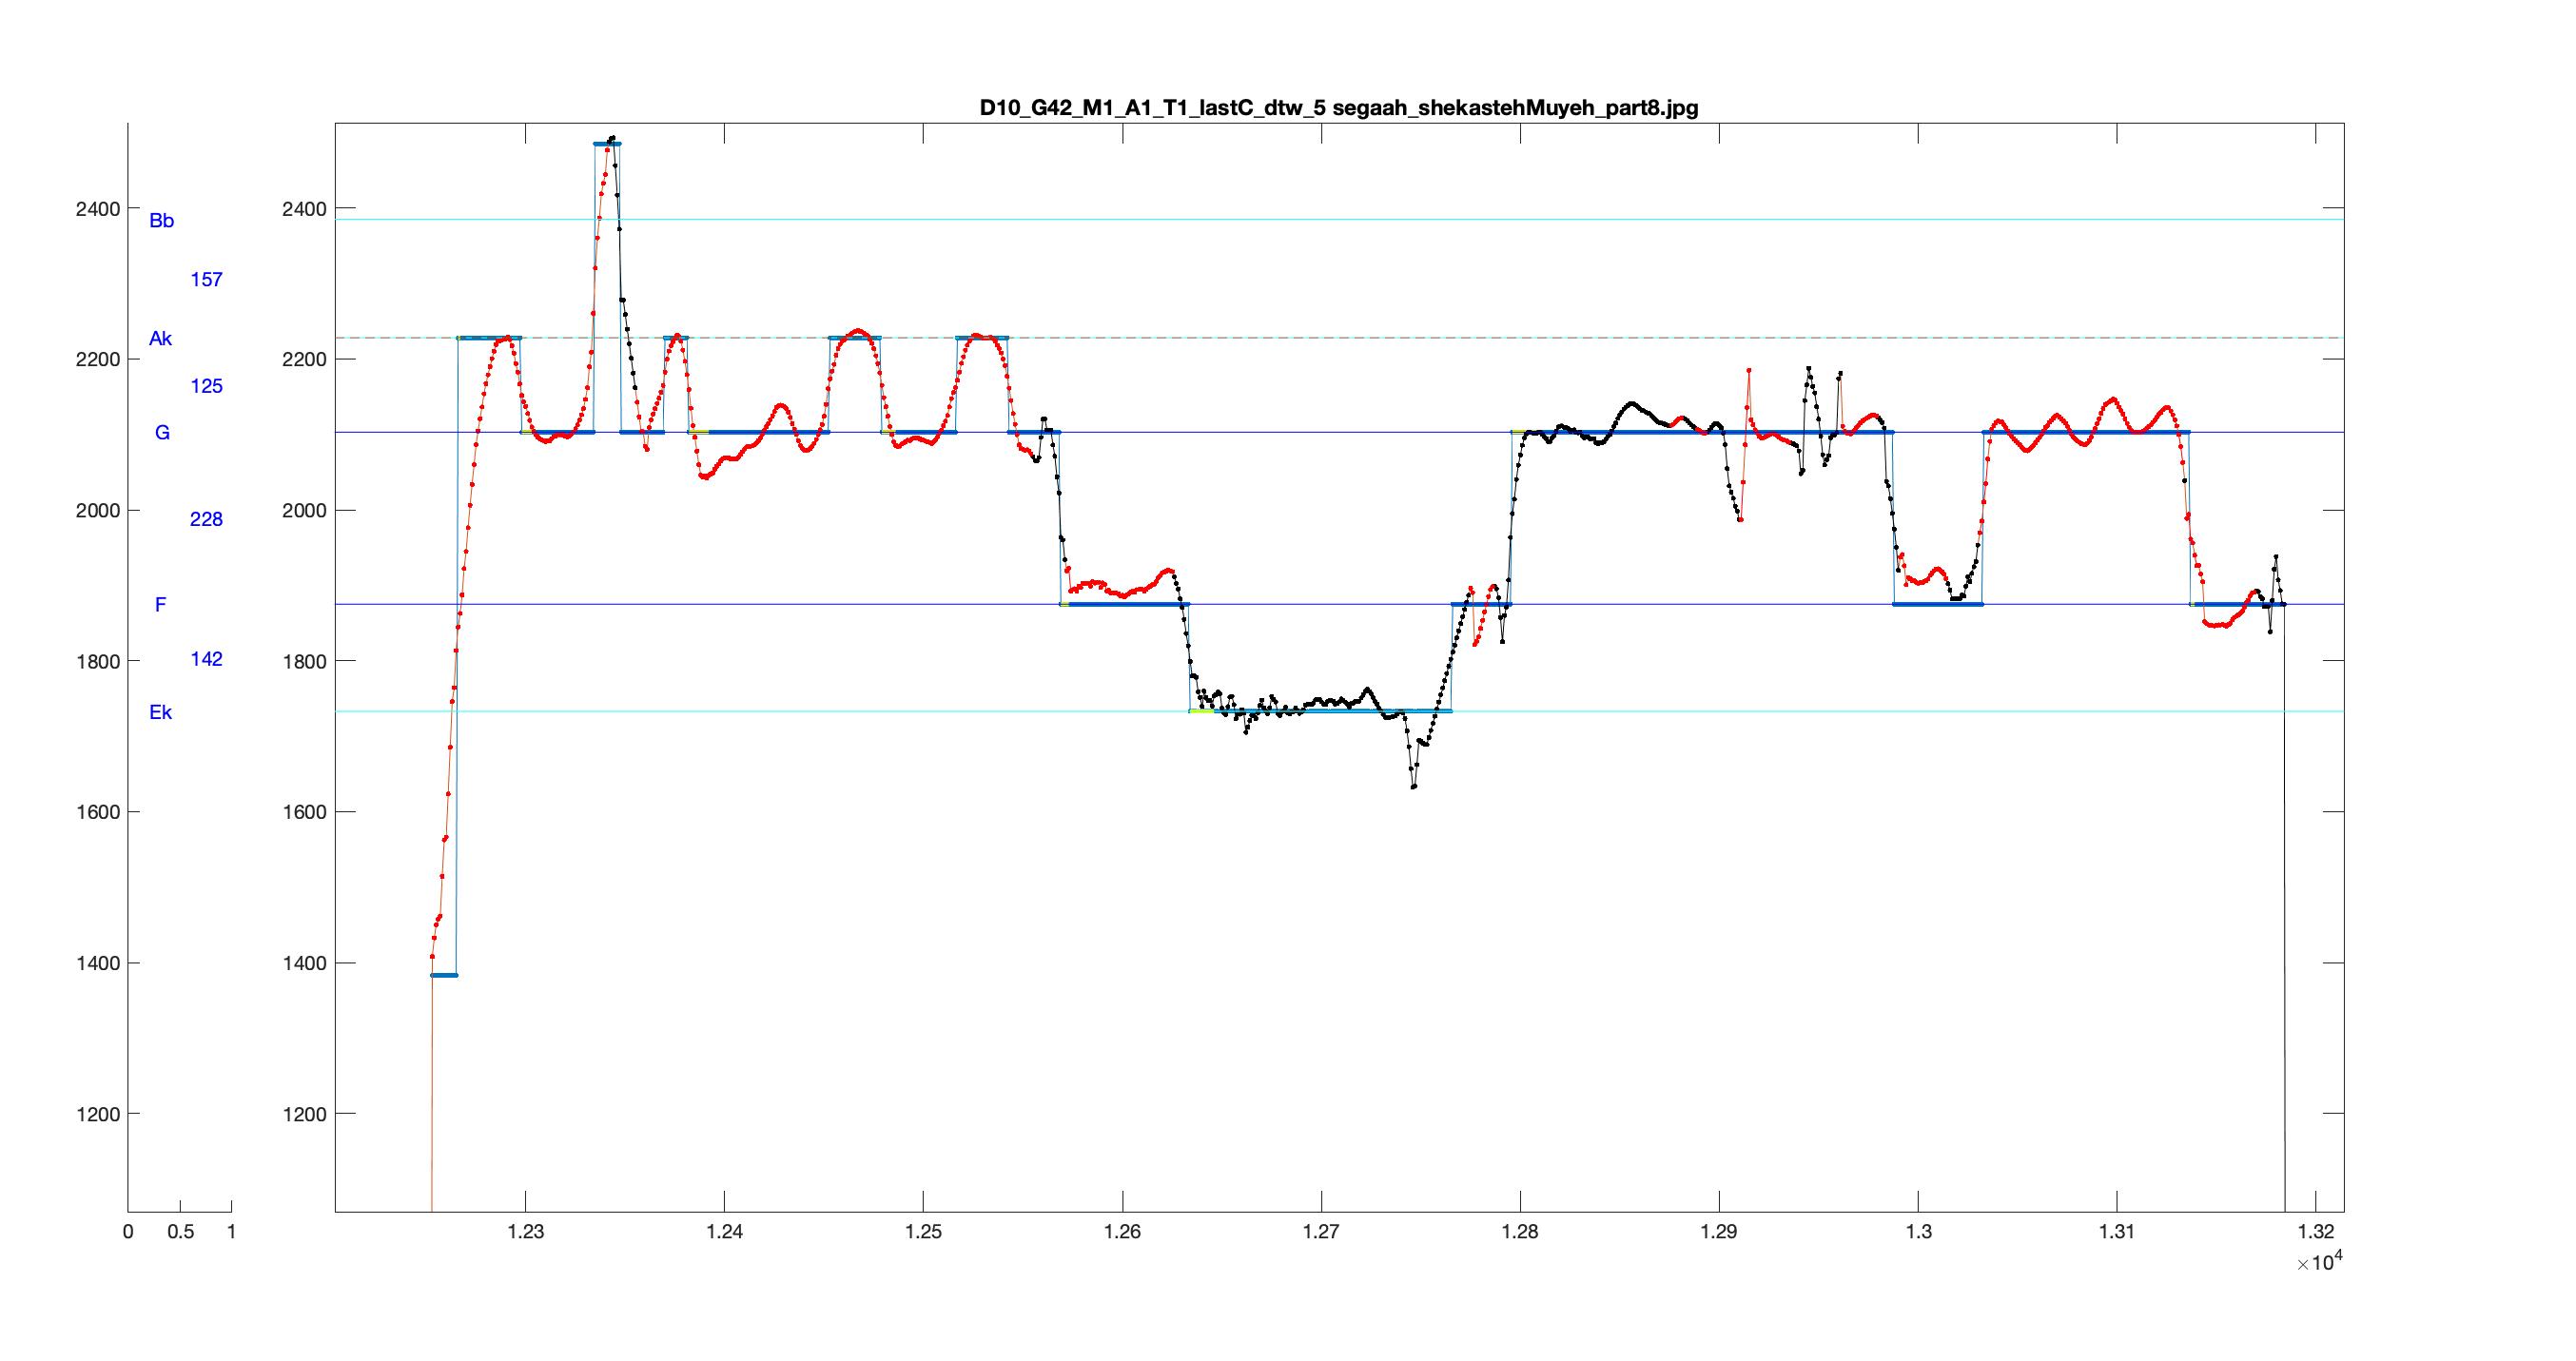 D10_G42_M1_A1_T1_lastC_dtw_5 segaah_shekastehMuyeh_part8.jpg
2400 Bb 2400
157
Ak
2200 2200
125
G
2000 228 2000
F
1800 142 1800
Ek
1600 1600
1400 1400
1200 1200
0 0.5 1 1.23 1.24 1.25 1.26 1.27 1.28 1.29 1.3 1.31 1.32
×10^4